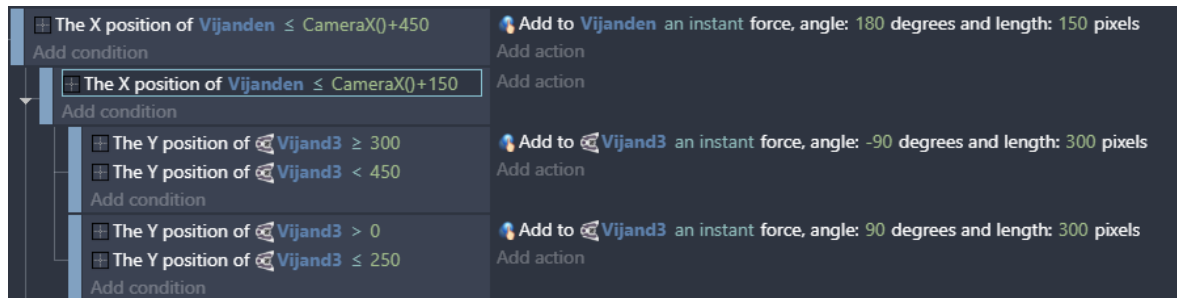 The X position of Vijanden ≤ CameraX()+450 Add to Vijanden an instant force, angle: 180 degrees and length: 150 pixels
Add condition Add action
The X position of Vijanden ≤ CameraX()+150 Add action
Add condition
The Y position of Vijand3 ≥ 300 Add to Vijand3 an instant force, angle: -90 degrees and length: 300 pixels
The Y position of Vijand3 < 450 Add action
Add condition
The Y position of Vijand3 > 0 Add to Vijand3 an instant force, angle: 90 degrees and length: 300 pixels
The Y position of Vijand3 ≤ 250 Add action
Add condition